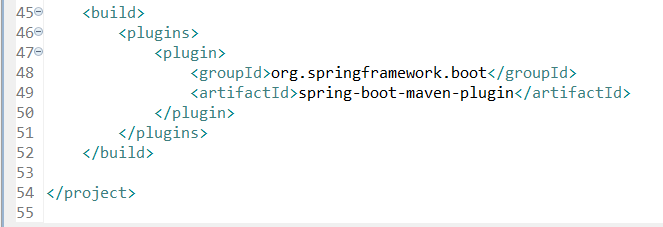 45 <build>
46 <plugins>
47 <plugin>
48 <groupId>org.springframework.boot</groupId>
49 <artifactId>spring-boot-maven-plugin</artifactId>
50 </plugin>
51 </plugins>
52 </build>
53
54 </project>
55